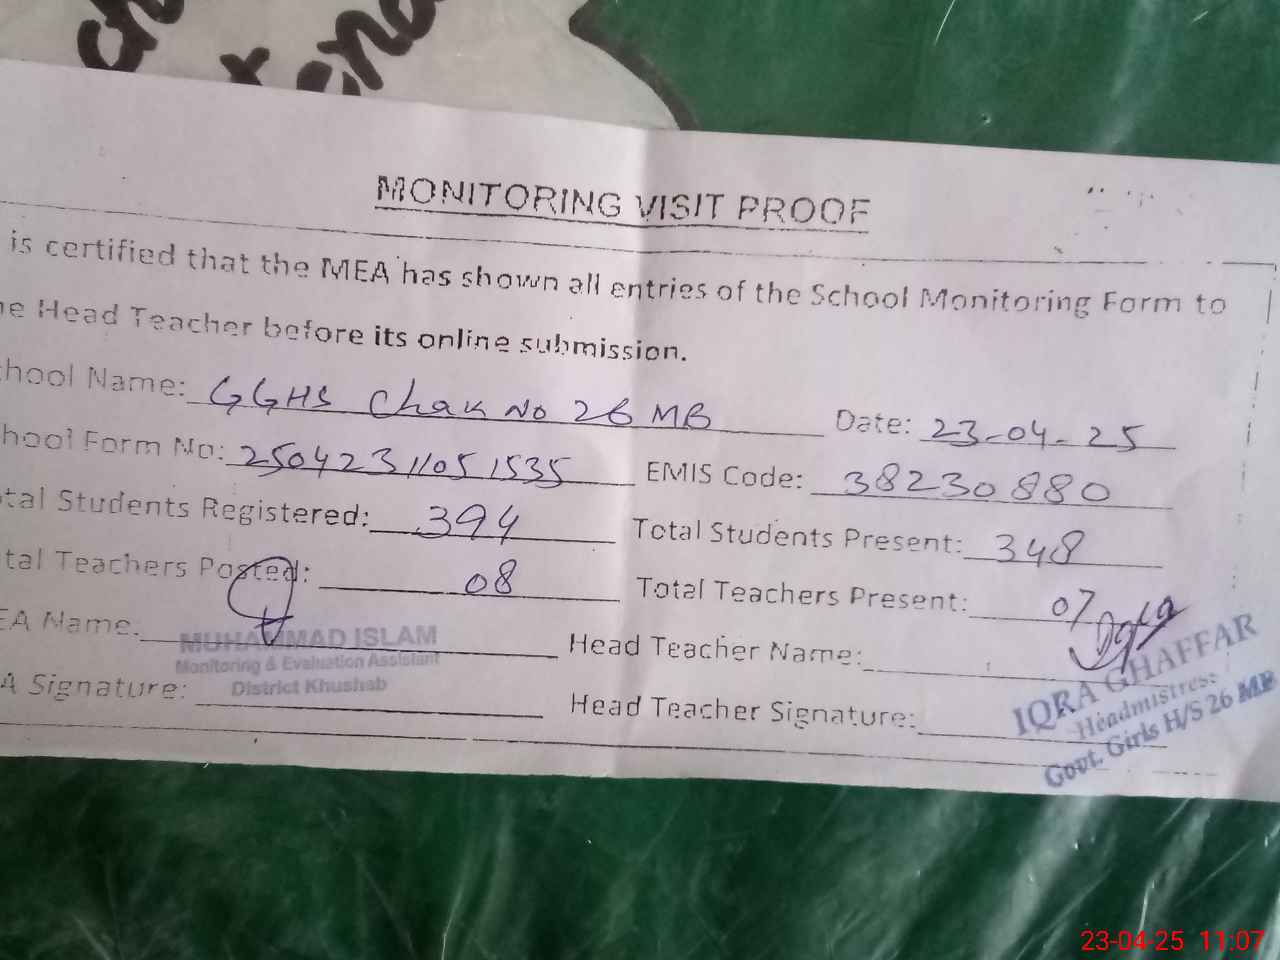 MONITORING VISIT PROOF
is certified that the MEA has shown all entries of the School Monitoring Form to
he Head Teacher before its online submission.
chool Name: GGHS Chak No 26 MB Date: 23-04-25
hool Form No: 25042311051535 EMIS Code: 38230880
tal Students Registered: 394 Total Students Present: 348
tal Teachers Posted: 08 Total Teachers Present: 07
EA Name. MUHAMMAD ISLAM Head Teacher Name:
Monitoring & Evaluation Assistant
District Khushab
A Signature: Head Teacher Signature:
IQRA GHAFFAR
Headmistress
Govt. Girls H/S 26 MB
23-04-25 11:07